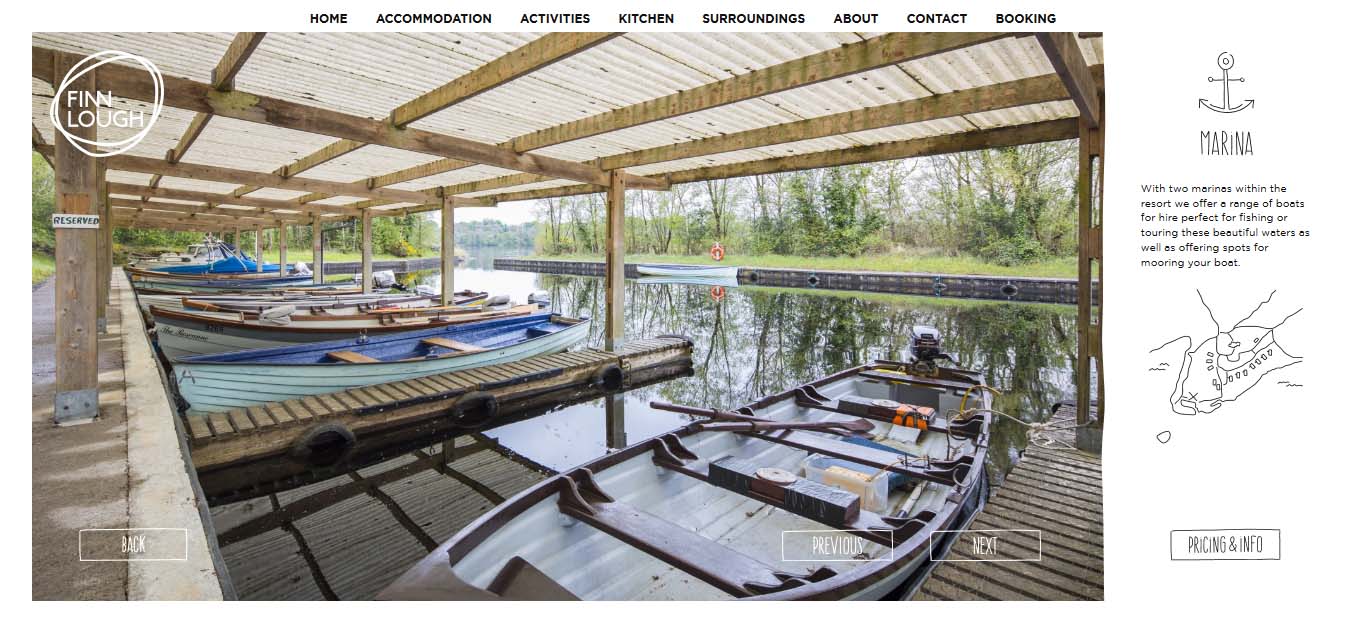 HOME ACCOMMODATION ACTIVITIES KITCHEN SURROUNDINGS ABOUT CONTACT BOOKING
FINN
LOUGH
RESERVED
MARINA
With two marinas within the
resort we offer a range of boats
for hire perfect for fishing or
touring these beautiful waters as
well as offering spots for
mooring your boat.
BACK
PREVIOUS
NEXT
PRICING & INFO